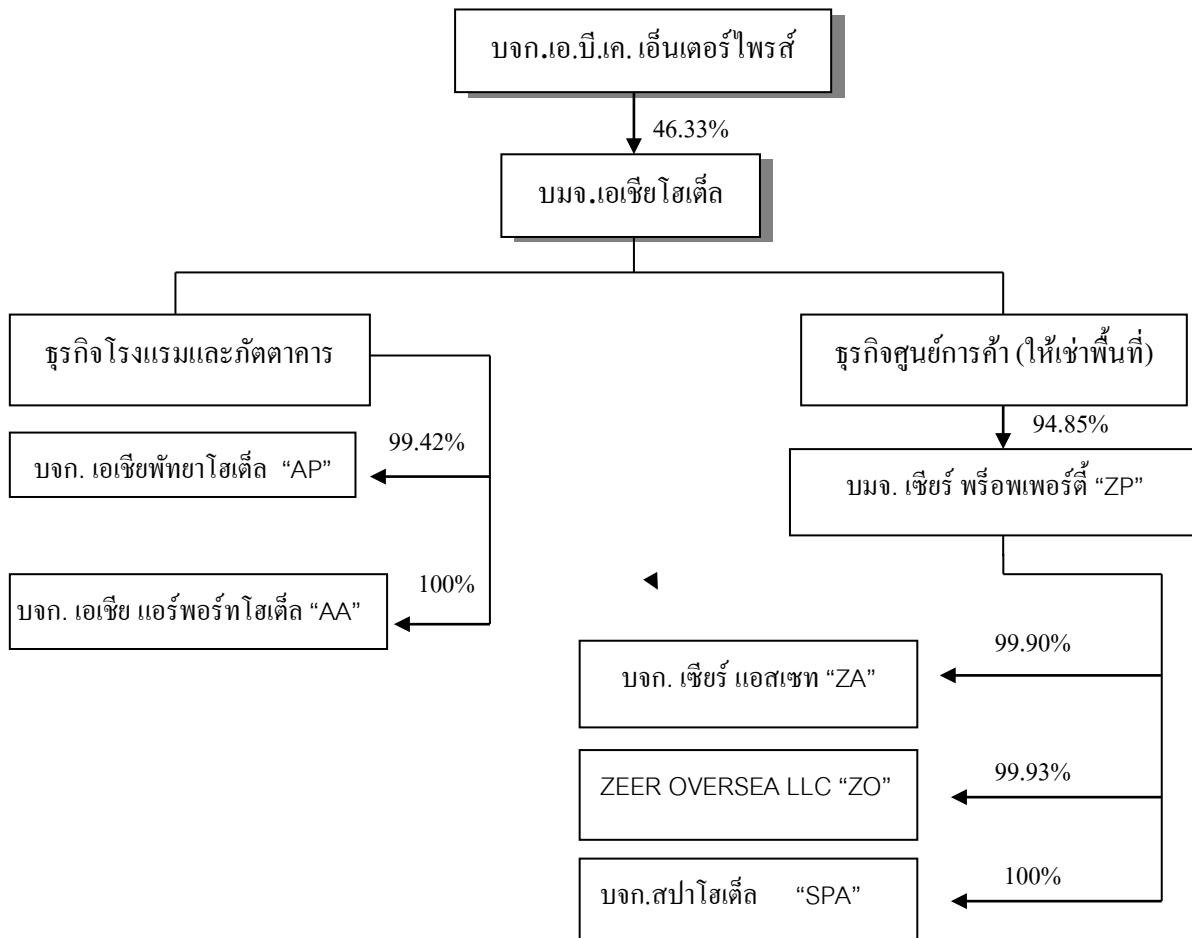 บจก.เอ.บี.เค. เอ็นเตอร์ไพรส์
46.33%
บมจ.เอเชียโฮเต็ล
ธุรกิจโรงแรมและภัตตาคาร
ธุรกิจศูนย์การค้า (ให้เช่าพื้นที่)
99.42%
94.85%
บจก. เอเชียพัทยาโฮเต็ล “AP”
บมจ. เซียร์ พร็อพเพอร์ตี้ “ZP”
100%
บจก. เอเชีย แอร์พอร์ทโฮเต็ล “AA”
99.90%
บจก. เซียร์ แอสเซท “ZA”
99.93%
ZEER OVERSEA LLC “ZO”
100%
บจก.สปาโฮเต็ล “SPA”